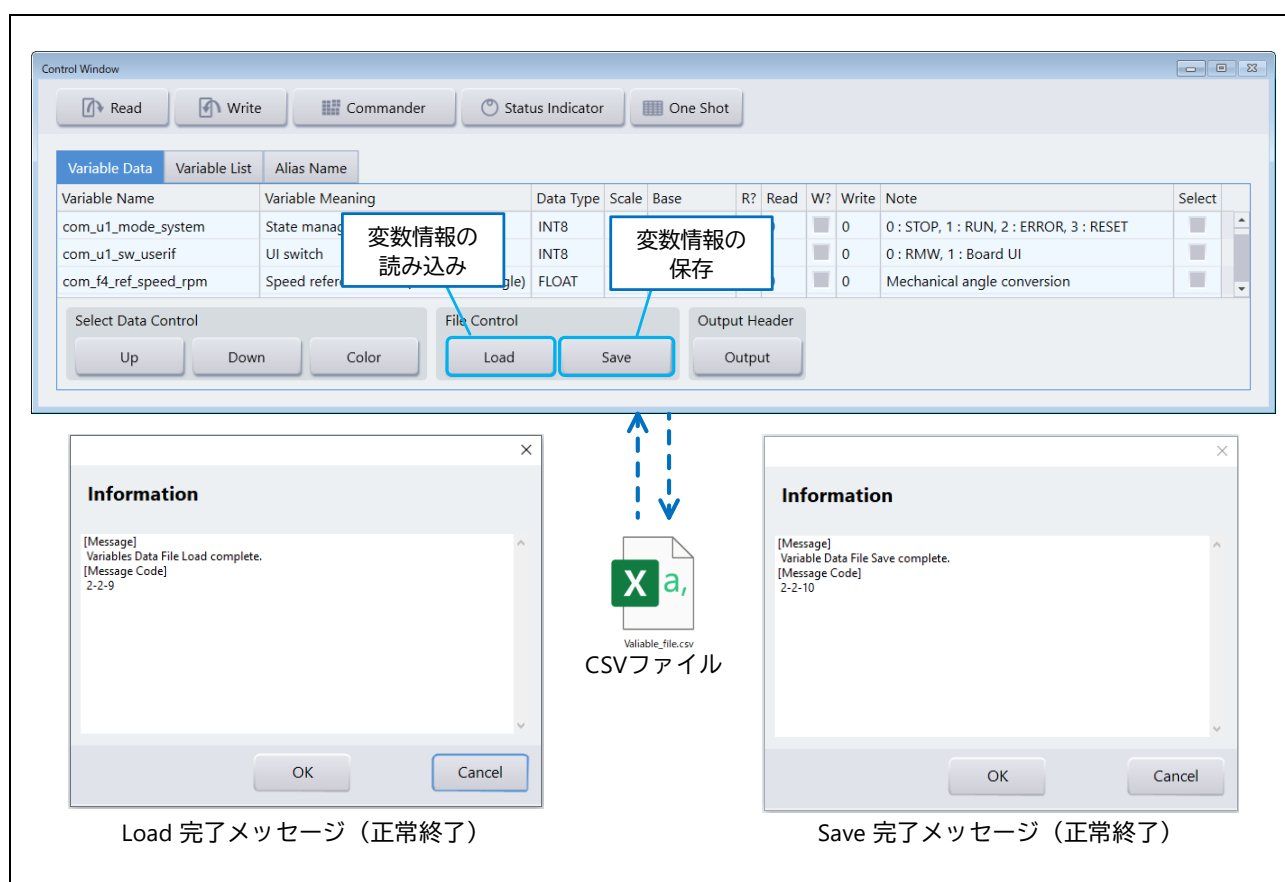 Control Window
Read Write Commander Status Indicator One Shot
Variable Data Variable List Alias Name
Variable Name Variable Meaning Data Type Scale Base R? Read W? Write Note Select
com_u1_mode_system State manag INT8 0 0 : STOP, 1 : RUN, 2 : ERROR, 3 : RESET
com_u1_sw_userif UI switch INT8 0 0 : RMW, 1 : Board UI
com_f4_ref_speed_rpm Speed refere gle) FLOAT 0 Mechanical angle conversion
変数情報の
読み込み
変数情報の
保存
Select Data Control File Control Output Header
Up Down Color Load Save Output
Information
[Message]
Variables Data File Load complete.
[Message Code]
2-2-9
OK Cancel
Load 完了メッセージ（正常終了）
Valiable_file.csv
CSVファイル
Information
[Message]
Variable Data File Save complete.
[Message Code]
2-2-10
OK Cancel
Save 完了メッセージ（正常終了）